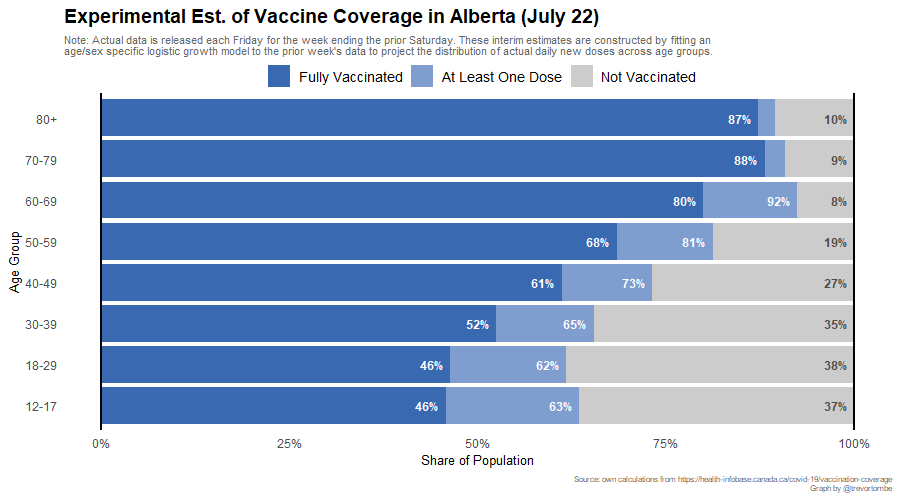 Experimental Est. of Vaccine Coverage in Alberta (July 22)
Note: Actual data is released each Friday for the week ending the prior Saturday. These interim estimates are constructed by fitting an
age/sex specific logistic growth model to the prior week's data to project the distribution of actual daily new doses across age groups.
Fully Vaccinated At Least One Dose Not Vaccinated
80+ 87% 10%
70-79 88% 9%
60-69 80% 92% 8%
50-59 68% 81% 19%
40-49 61% 73% 27%
30-39 52% 65% 35%
18-29 46% 62% 38%
12-17 46% 63% 37%
Age Group
0% 25% 50% 75% 100%
Share of Population
Source: own calculations from https://health-infobase.canada.ca/covid-19/vaccination-coverage
Graph by @trevortombe